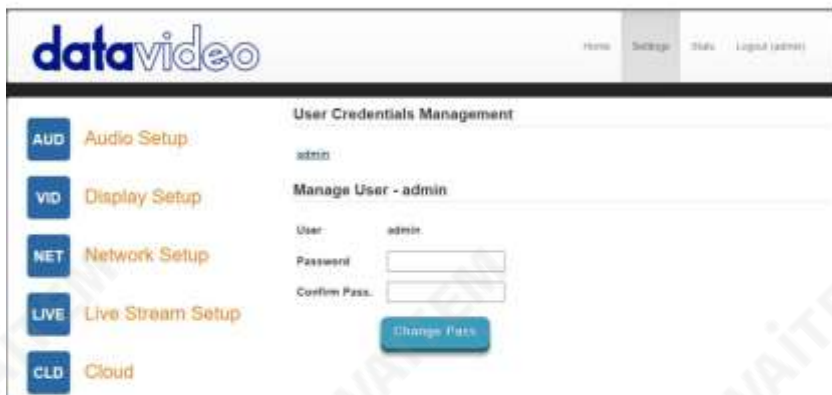 datavideo
Home Settings Stats Logout (admin)
AUD Audio Setup
VID Display Setup
NET Network Setup
LIVE Live Stream Setup
CLD Cloud
User Credentials Management
admin
Manage User - admin
User admin
Password
Confirm Pass.
Change Pass